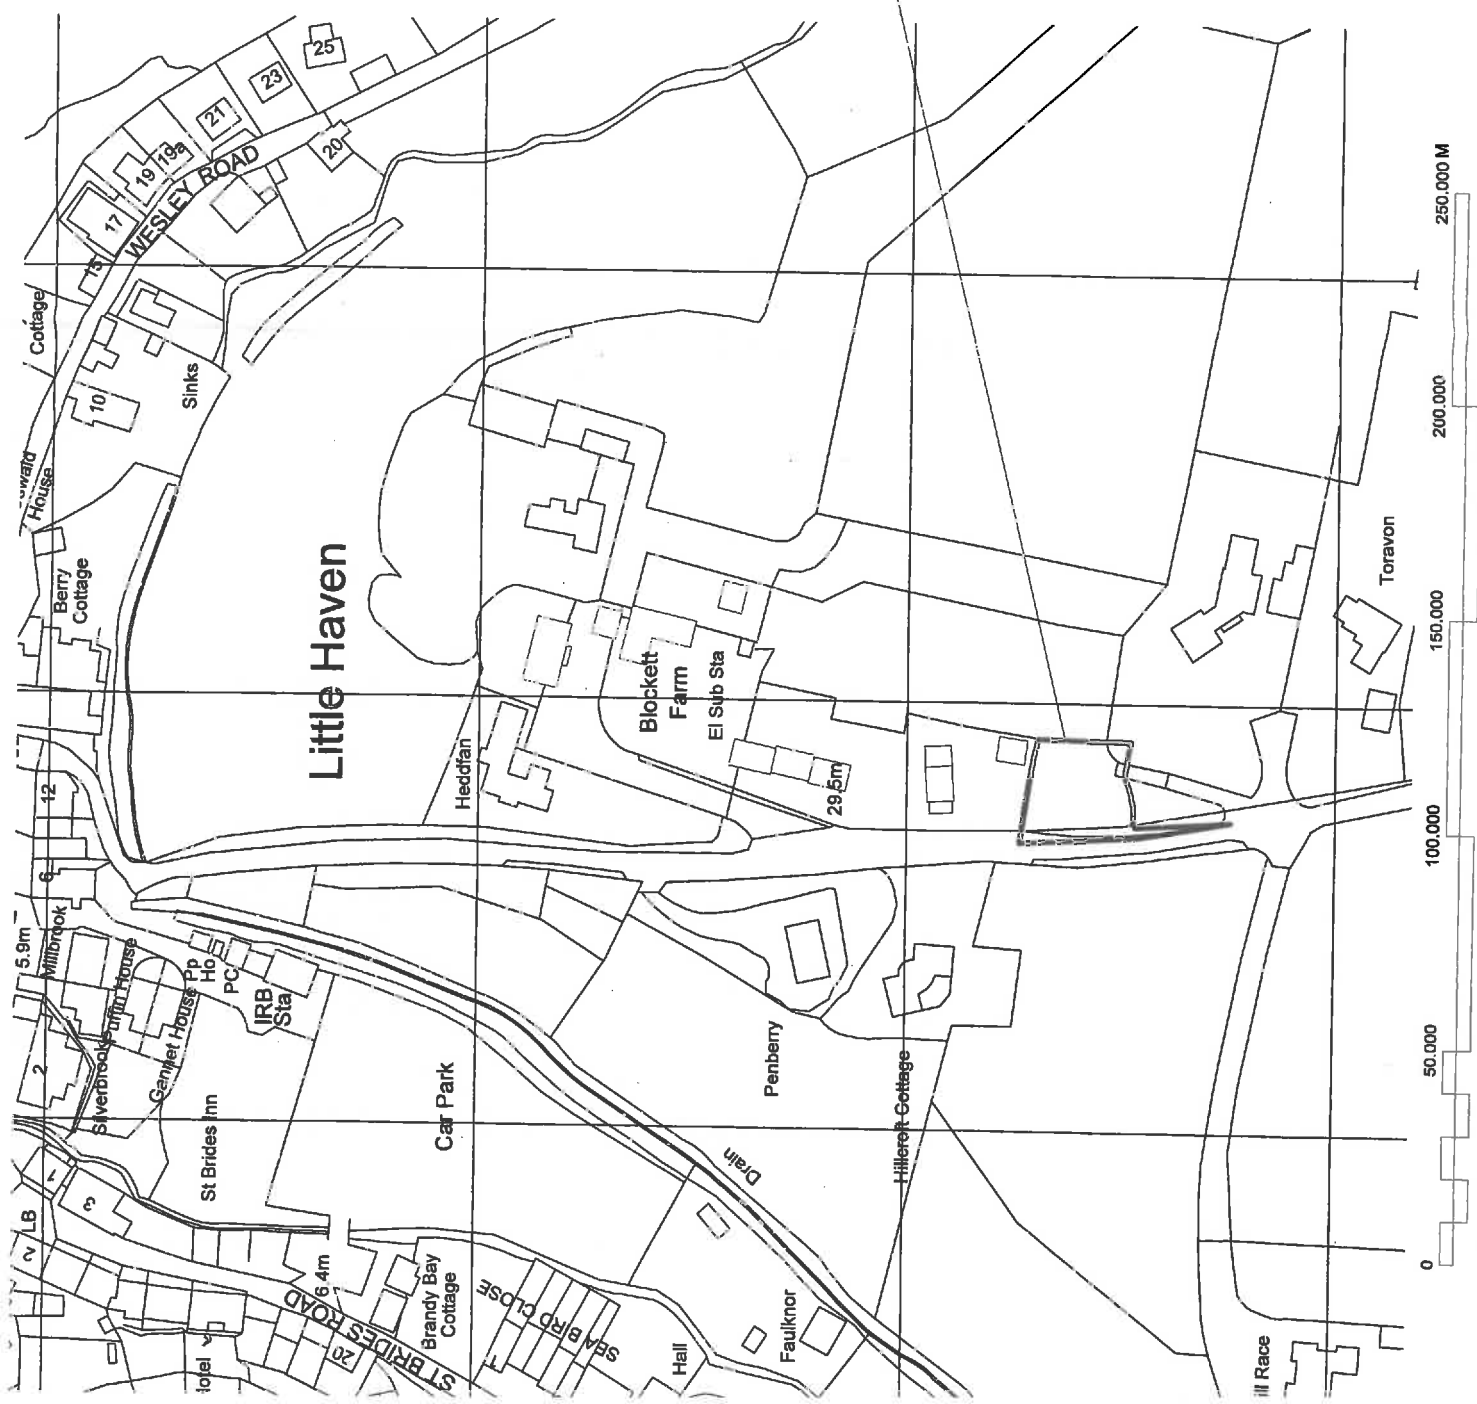 25
23
21
19a
19
17
15
20
WESLEY ROAD
Cottage
10
Sinks
House
Berry
Cottage
Little Haven
12
6
Heddfan
Blockett
Farm
El Sub Sta
29.5m
Toravon
5.9m
Millbrook
Puffin House
Silverbrook
Gannet House
2
Pp
Ho
PC
IRB
Sta
St Brides Inn
Car Park
Penberry
Hillcroft Cottage
Drain
1
3
LB
2
6.4m
ST BRIDES ROAD
20
Brandy Bay
Cottage
SEA BIRD CLOSE
1
Hall
Faulknor
0
50.000
100.000
150.000
200.000
250.000 M